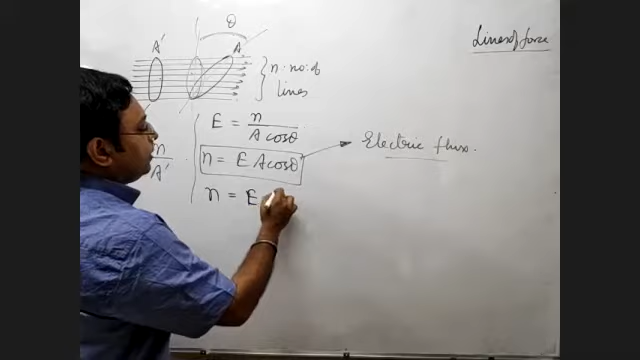 Lines of force
θ
A'
A
n: no: of
lines
E = n / A cosθ
n / A'
n = E A cosθ
Electric flux.
n = E